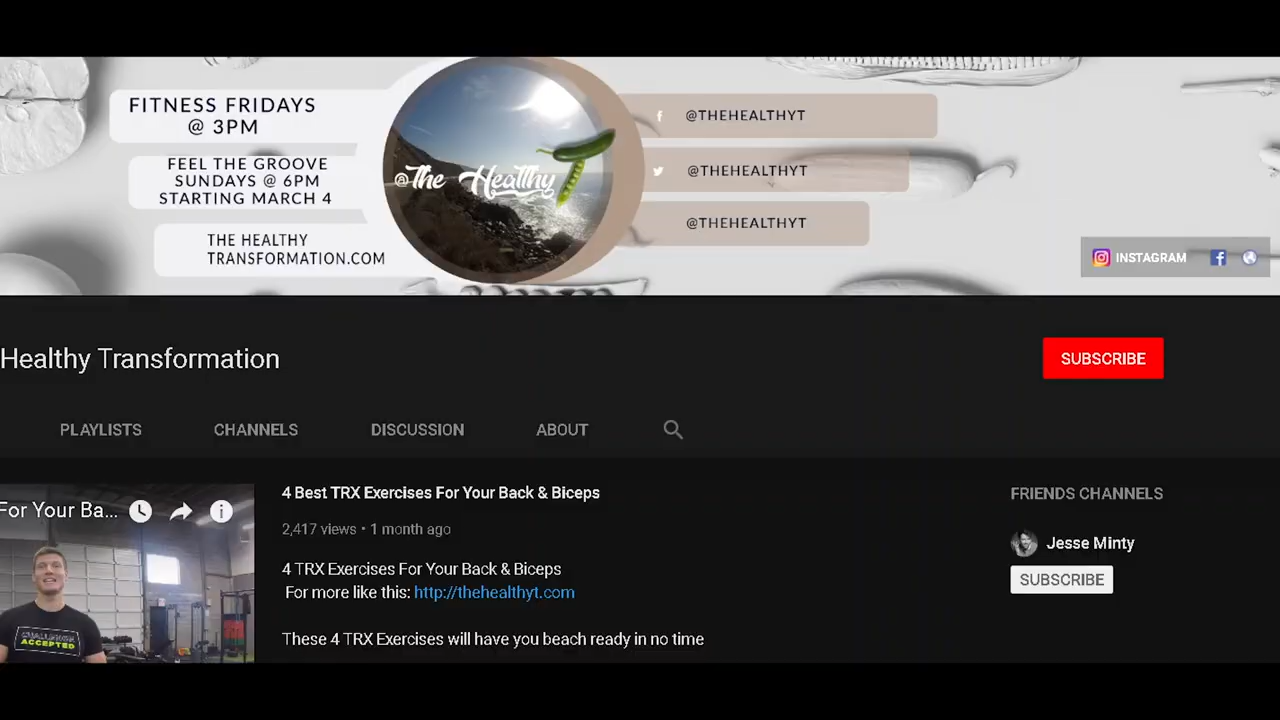 FITNESS FRIDAYS
@ 3PM
FEEL THE GROOVE
SUNDAYS @ 6PM
STARTING MARCH 4
THE HEALTHY
TRANSFORMATION.COM
@The Healthy
@THEHEALTHYT
@THEHEALTHYT
@THEHEALTHYT
INSTAGRAM
Healthy Transformation
SUBSCRIBE
PLAYLISTS
CHANNELS
DISCUSSION
ABOUT
For Your Ba...
CHALLENGE
ACCEPTED
4 Best TRX Exercises For Your Back & Biceps
2,417 views • 1 month ago
4 TRX Exercises For Your Back & Biceps
For more like this: http://thehealthyt.com
These 4 TRX Exercises will have you beach ready in no time
FRIENDS CHANNELS
Jesse Minty
SUBSCRIBE